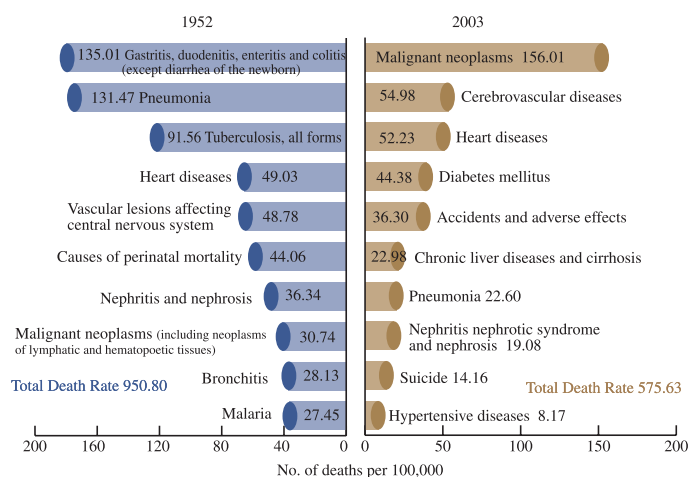 1952
2003
135.01 Gastritis, duodenitis, enteritis and colitis
(except diarrhea of the newborn)
Malignant neoplasms 156.01
131.47 Pneumonia
54.98 Cerebrovascular diseases
91.56 Tuberculosis, all forms
52.23 Heart diseases
Heart diseases 49.03
44.38 Diabetes mellitus
Vascular lesions affecting
central nervous system
48.78
36.30 Accidents and adverse effects
Causes of perinatal mortality 44.06
22.98 Chronic liver diseases and cirrhosis
Nephritis and nephrosis 36.34
Pneumonia 22.60
Malignant neoplasms (including neoplasms
of lymphatic and hematopoetic tissues)
30.74
Nephritis nephrotic syndrome
and nephrosis 19.08
Bronchitis 28.13
Suicide 14.16
Total Death Rate 950.80
Total Death Rate 575.63
Malaria 27.45
Hypertensive diseases 8.17
200 160 120 80 40 0
0 50 100 150 200
No. of deaths per 100,000